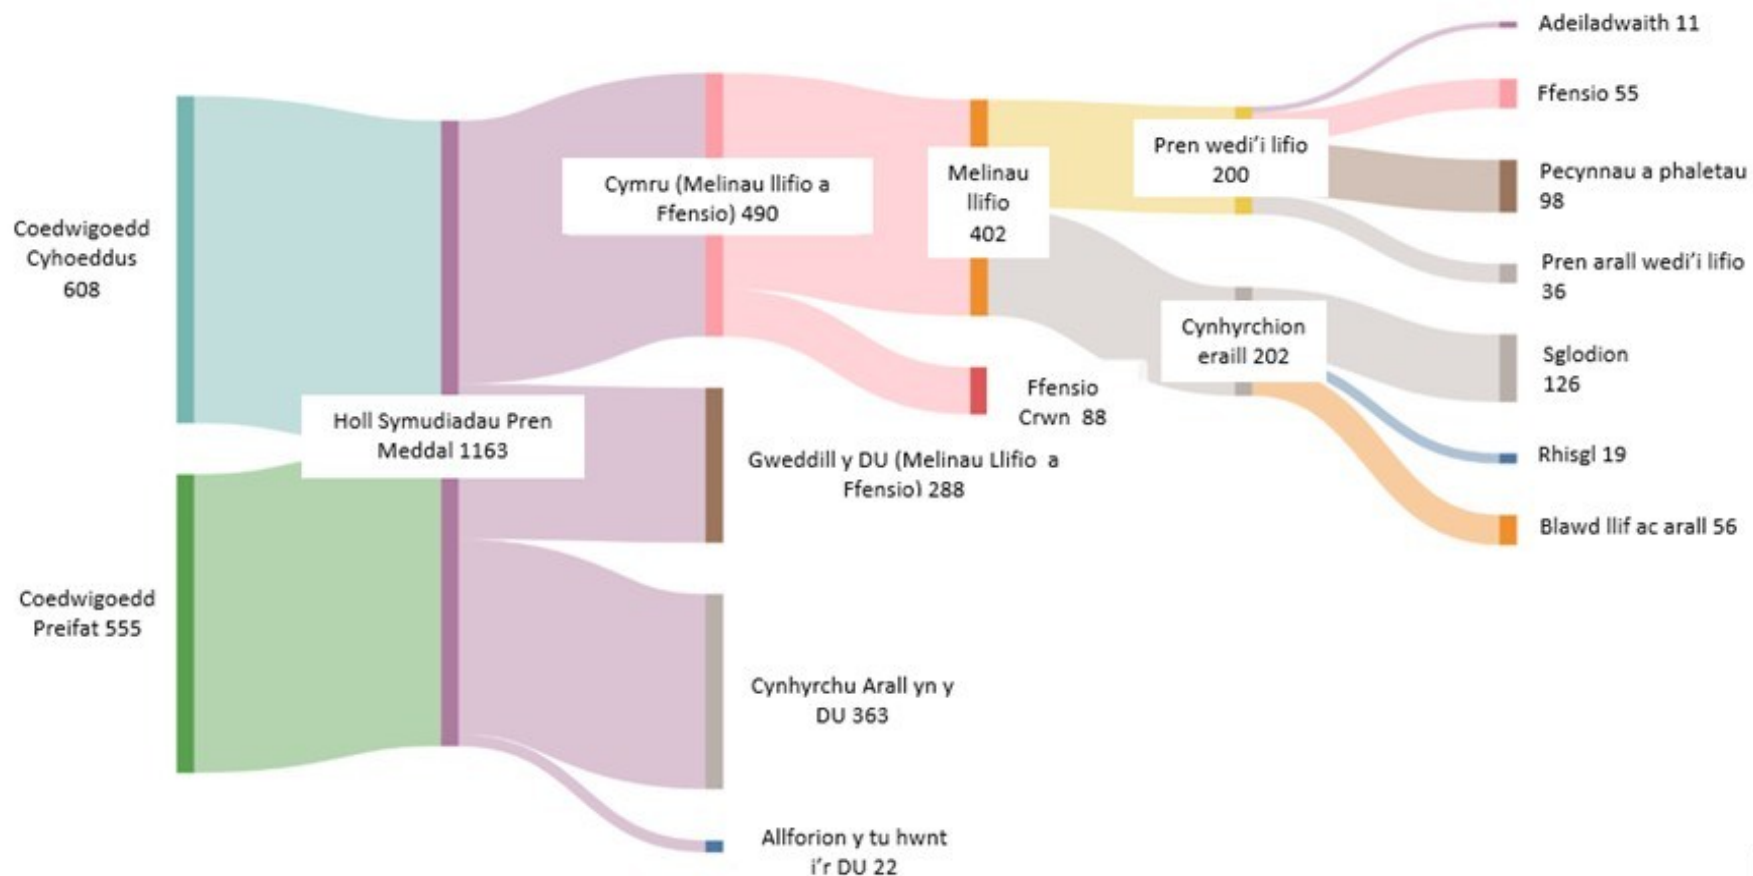 Coedwigoedd
Cyhoeddus
608
Coedwigoedd
Preifat 555
Holl Symudiadau Pren
Meddal 1163
Cymru (Melinau llifio a
Ffensio) 490
Gweddill y DU (Melinau Llifio a
Ffensio) 288
Cynhyrchu Arall yn y
DU 363
Allforion y tu hwnt
i'r DU 22
Melinau
llifio
402
Ffensio
Crwn 88
Pren wedi'i lifio
200
Cynhyrchion
eraill 202
Adeiladwaith 11
Ffensio 55
Pecynnau a phaletau
98
Pren arall wedi'i lifio
36
Sglodion
126
Rhisgl 19
Blawd llif ac arall 56